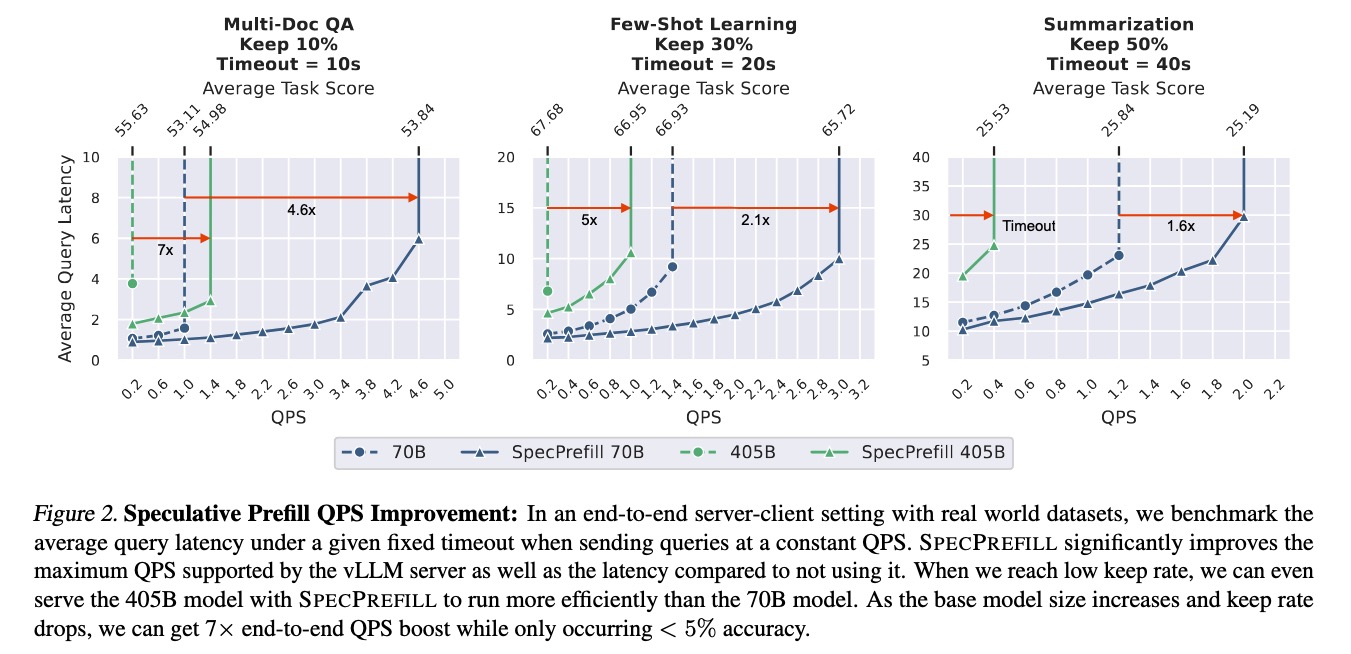 Multi-Doc QA
Keep 10%
Timeout = 10s
Average Task Score
55.63
53.11
54.98
53.84
Average Query Latency
10
8
6
4
2
0
4.6x
7x
0.2
0.6
1.0
1.4
1.8
2.2
2.6
3.0
3.4
3.8
4.2
4.6
5.0
QPS
Few-Shot Learning
Keep 30%
Timeout = 20s
Average Task Score
67.68
66.95
66.93
65.72
20
15
10
5
0
5x
2.1x
0.2
0.4
0.6
0.8
1.0
1.2
1.4
1.6
1.8
2.0
2.2
2.4
2.6
2.8
3.0
3.2
QPS
Summarization
Keep 50%
Timeout = 40s
Average Task Score
25.53
25.84
25.19
40
35
30
25
20
15
10
5
Timeout
1.6x
0.2
0.4
0.6
0.8
1.0
1.2
1.4
1.6
1.8
2.0
2.2
QPS
70B
SpecPrefill 70B
405B
SpecPrefill 405B
Figure 2. Speculative Prefill QPS Improvement: In an end-to-end server-client setting with real world datasets, we benchmark the
average query latency under a given fixed timeout when sending queries at a constant QPS. SPECPREFILL significantly improves the
maximum QPS supported by the vLLM server as well as the latency compared to not using it. When we reach low keep rate, we can even
serve the 405B model with SPECPREFILL to run more efficiently than the 70B model. As the base model size increases and keep rate
drops, we can get 7× end-to-end QPS boost while only occurring < 5% accuracy.